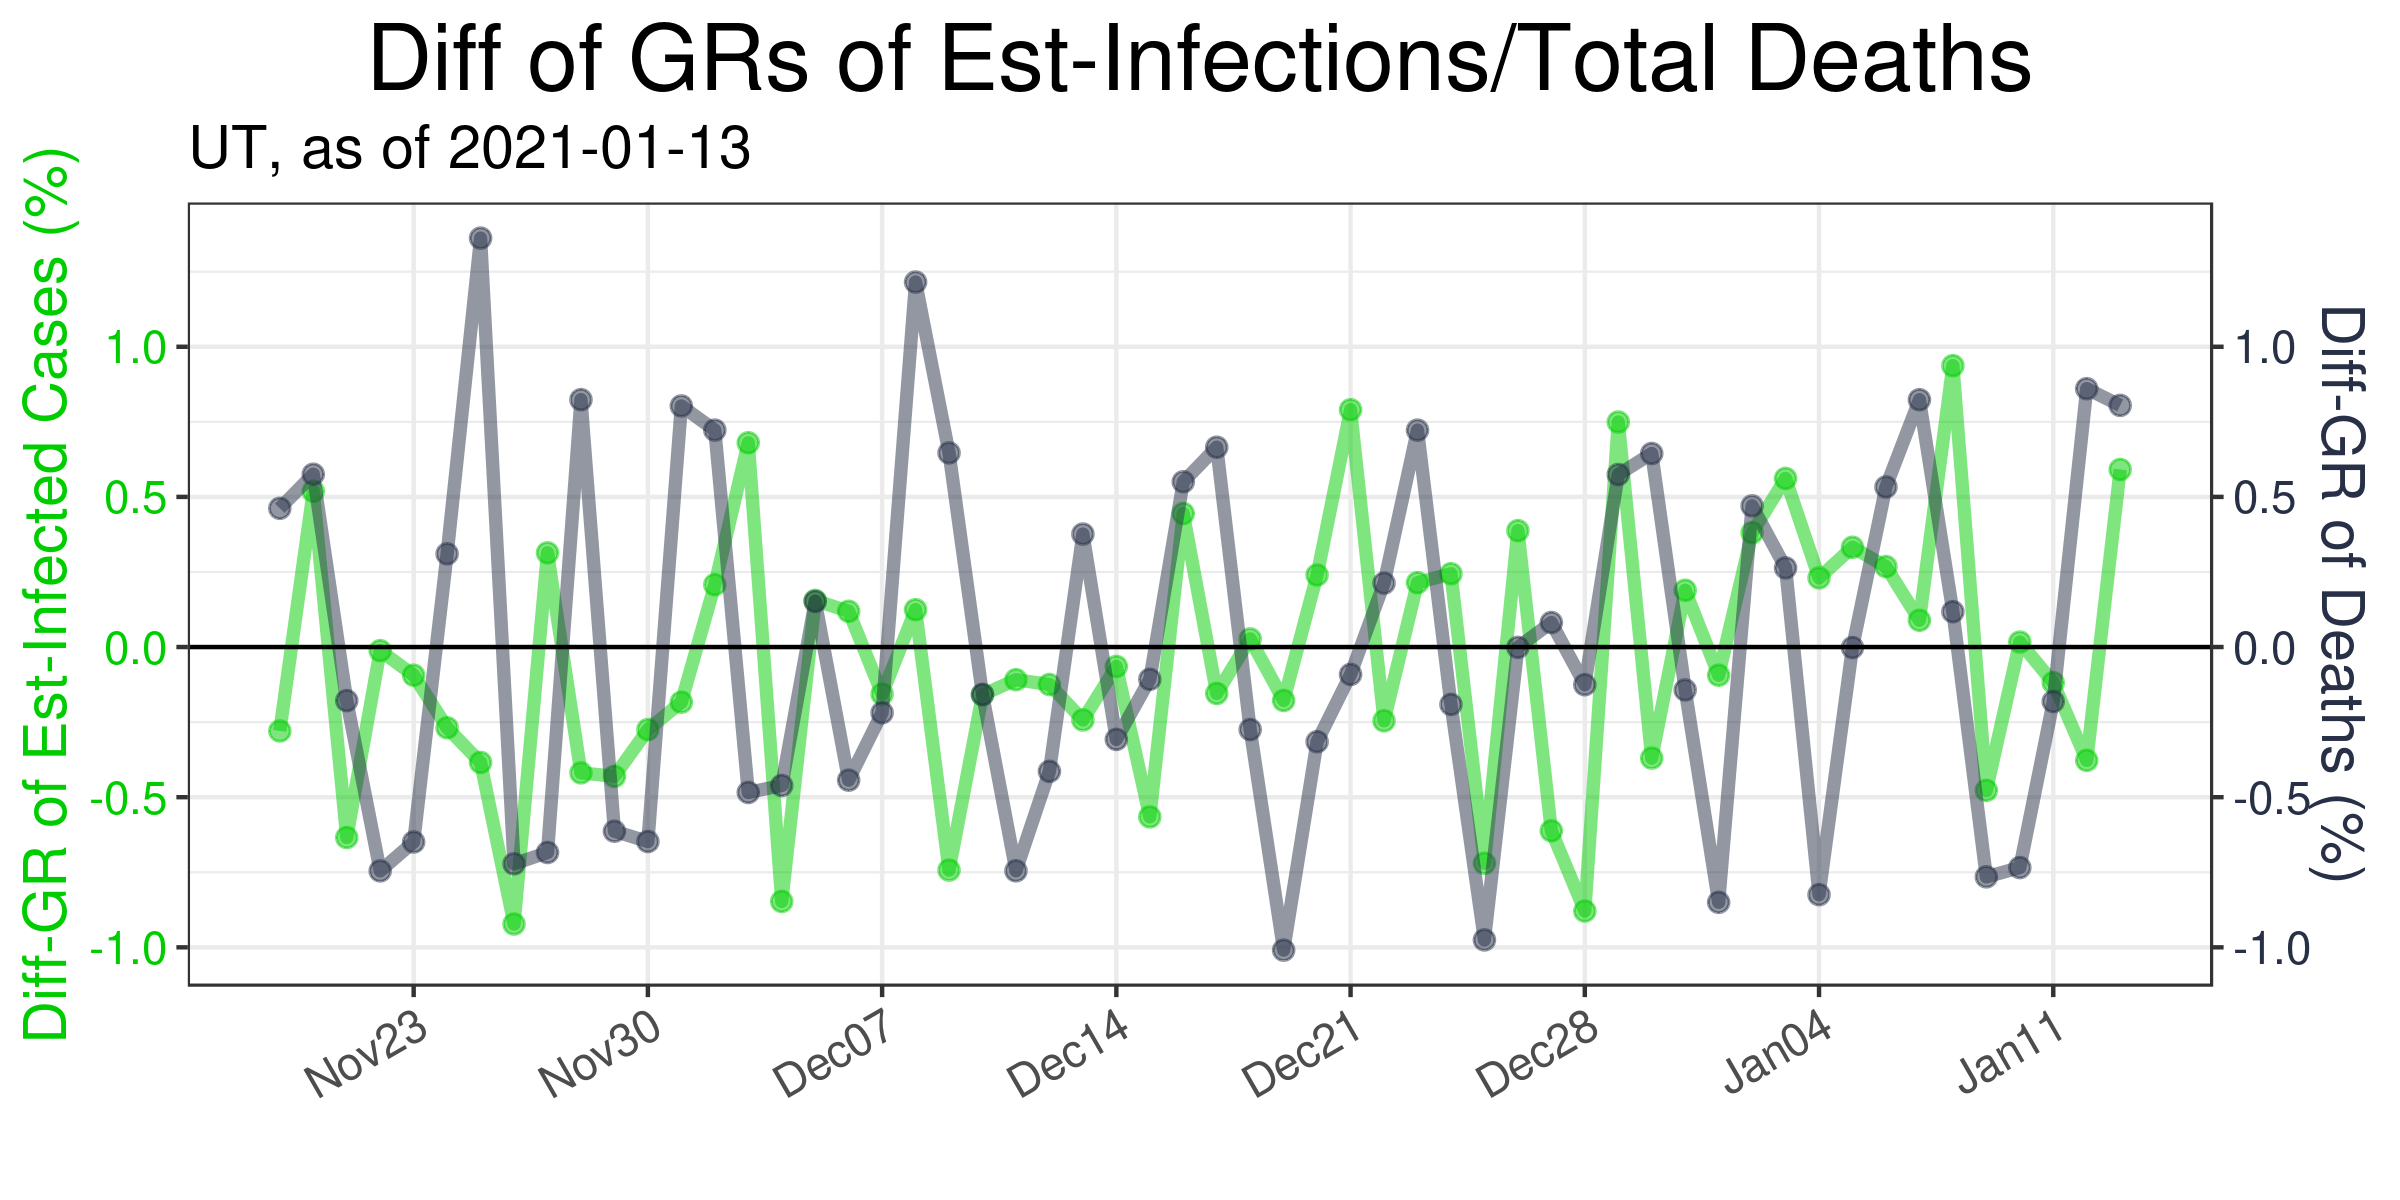 Diff of GRs of Est-Infections/Total Deaths
UT, as of 2021-01-13
Diff-GR of Est-Infected Cases (%)
1.0
0.5
0.0
-0.5
-1.0
1.0
0.5
0.0
-0.5
-1.0
Diff-GR of Deaths (%)
Nov23
Nov30
Dec07
Dec14
Dec21
Dec28
Jan04
Jan11